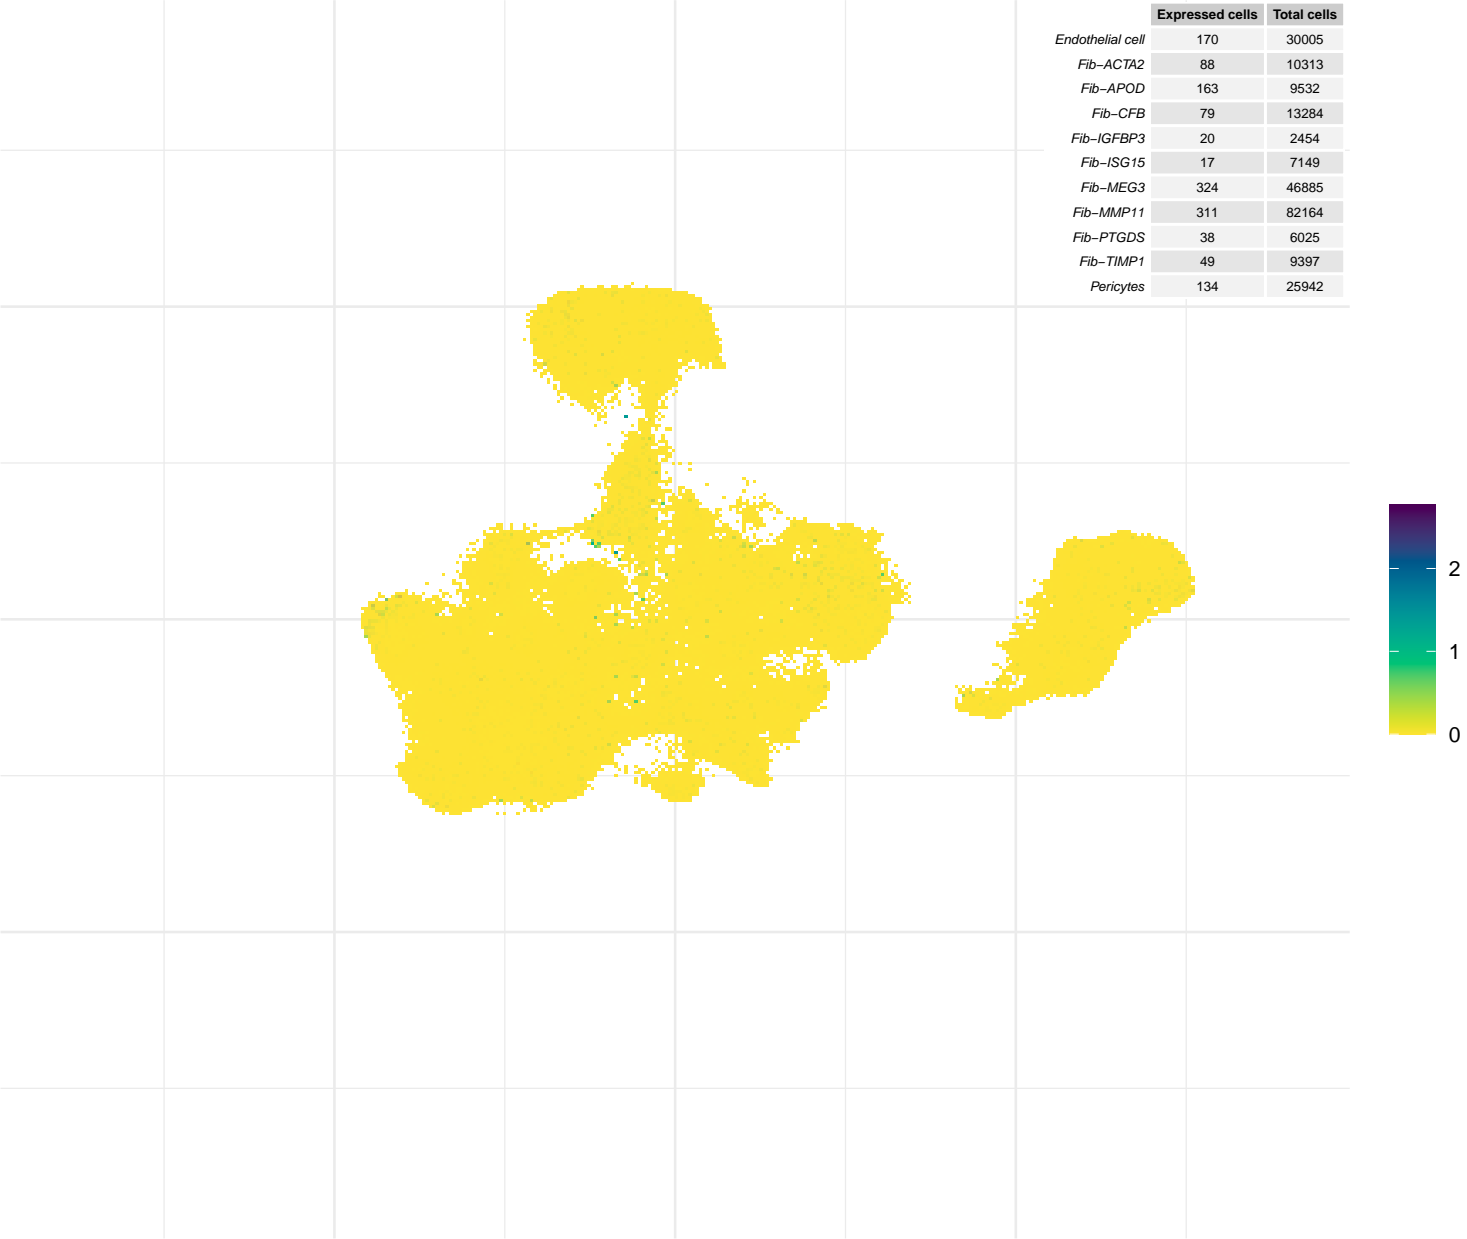 Expressed cells Total cells
Endothelial cell 170 30005
Fib−ACTA2 88 10313
Fib−APOD 163 9532
Fib−CFB 79 13284
Fib−IGFBP3 20 2454
Fib−ISG15 17 7149
Fib−MEG3 324 46885
Fib−MMP11 311 82164
Fib−PTGDS 38 6025
Fib−TIMP1 49 9397
Pericytes 134 25942
2
1
0